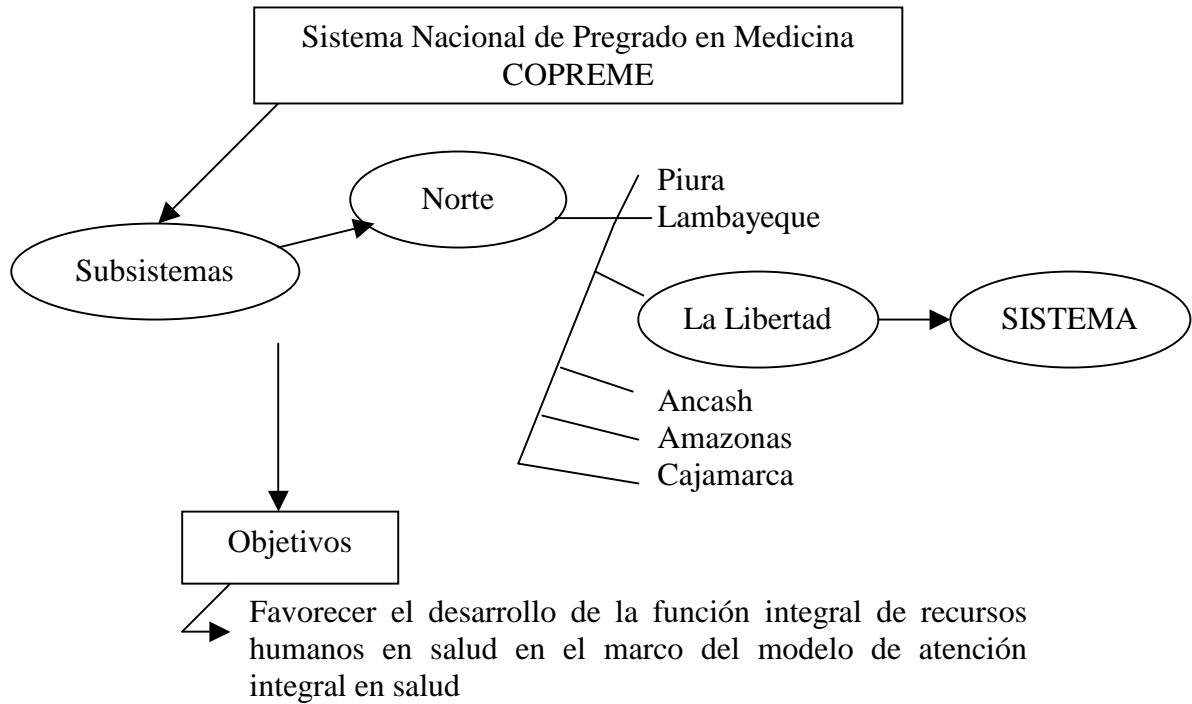 Sistema Nacional de Pregrado en Medicina
COPREME
Norte
Piura
Lambayeque
Subsistemas
La Libertad
SISTEMA
Ancash
Amazonas
Cajamarca
Objetivos
Favorecer el desarrollo de la función integral de recursos
humanos en salud en el marco del modelo de atención
integral en salud